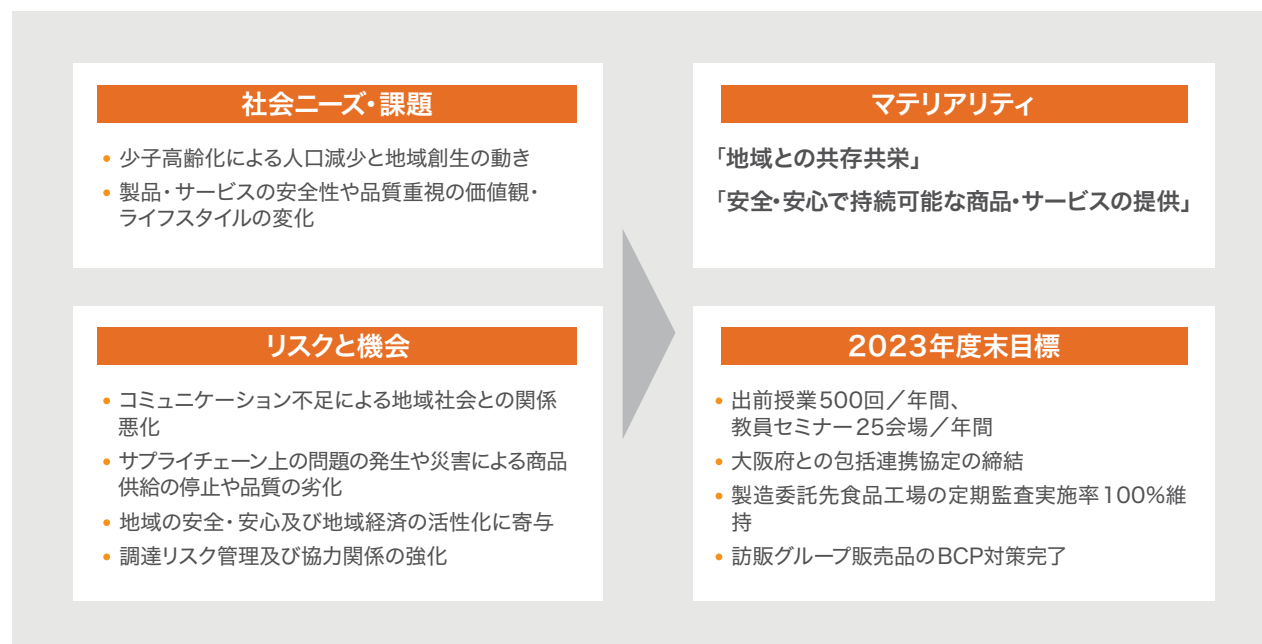 社会ニーズ・課題
• 少子高齢化による人口減少と地域創生の動き
• 製品・サービスの安全性や品質重視の価値観・
ライフスタイルの変化
リスクと機会
• コミュニケーション不足による地域社会との関係
悪化
• サプライチェーン上の問題の発生や災害による商品
供給の停止や品質の劣化
• 地域の安全・安心及び地域経済の活性化に寄与
• 調達リスク管理及び協力関係の強化
マテリアリティ
「地域との共存共栄」
「安全・安心で持続可能な商品・サービスの提供」
2023年度末目標
• 出前授業500回／年間、
教員セミナー25会場／年間
• 大阪府との包括連携協定の締結
• 製造委託先食品工場の定期監査実施率100%維
持
• 訪販グループ販売品のBCP対策完了